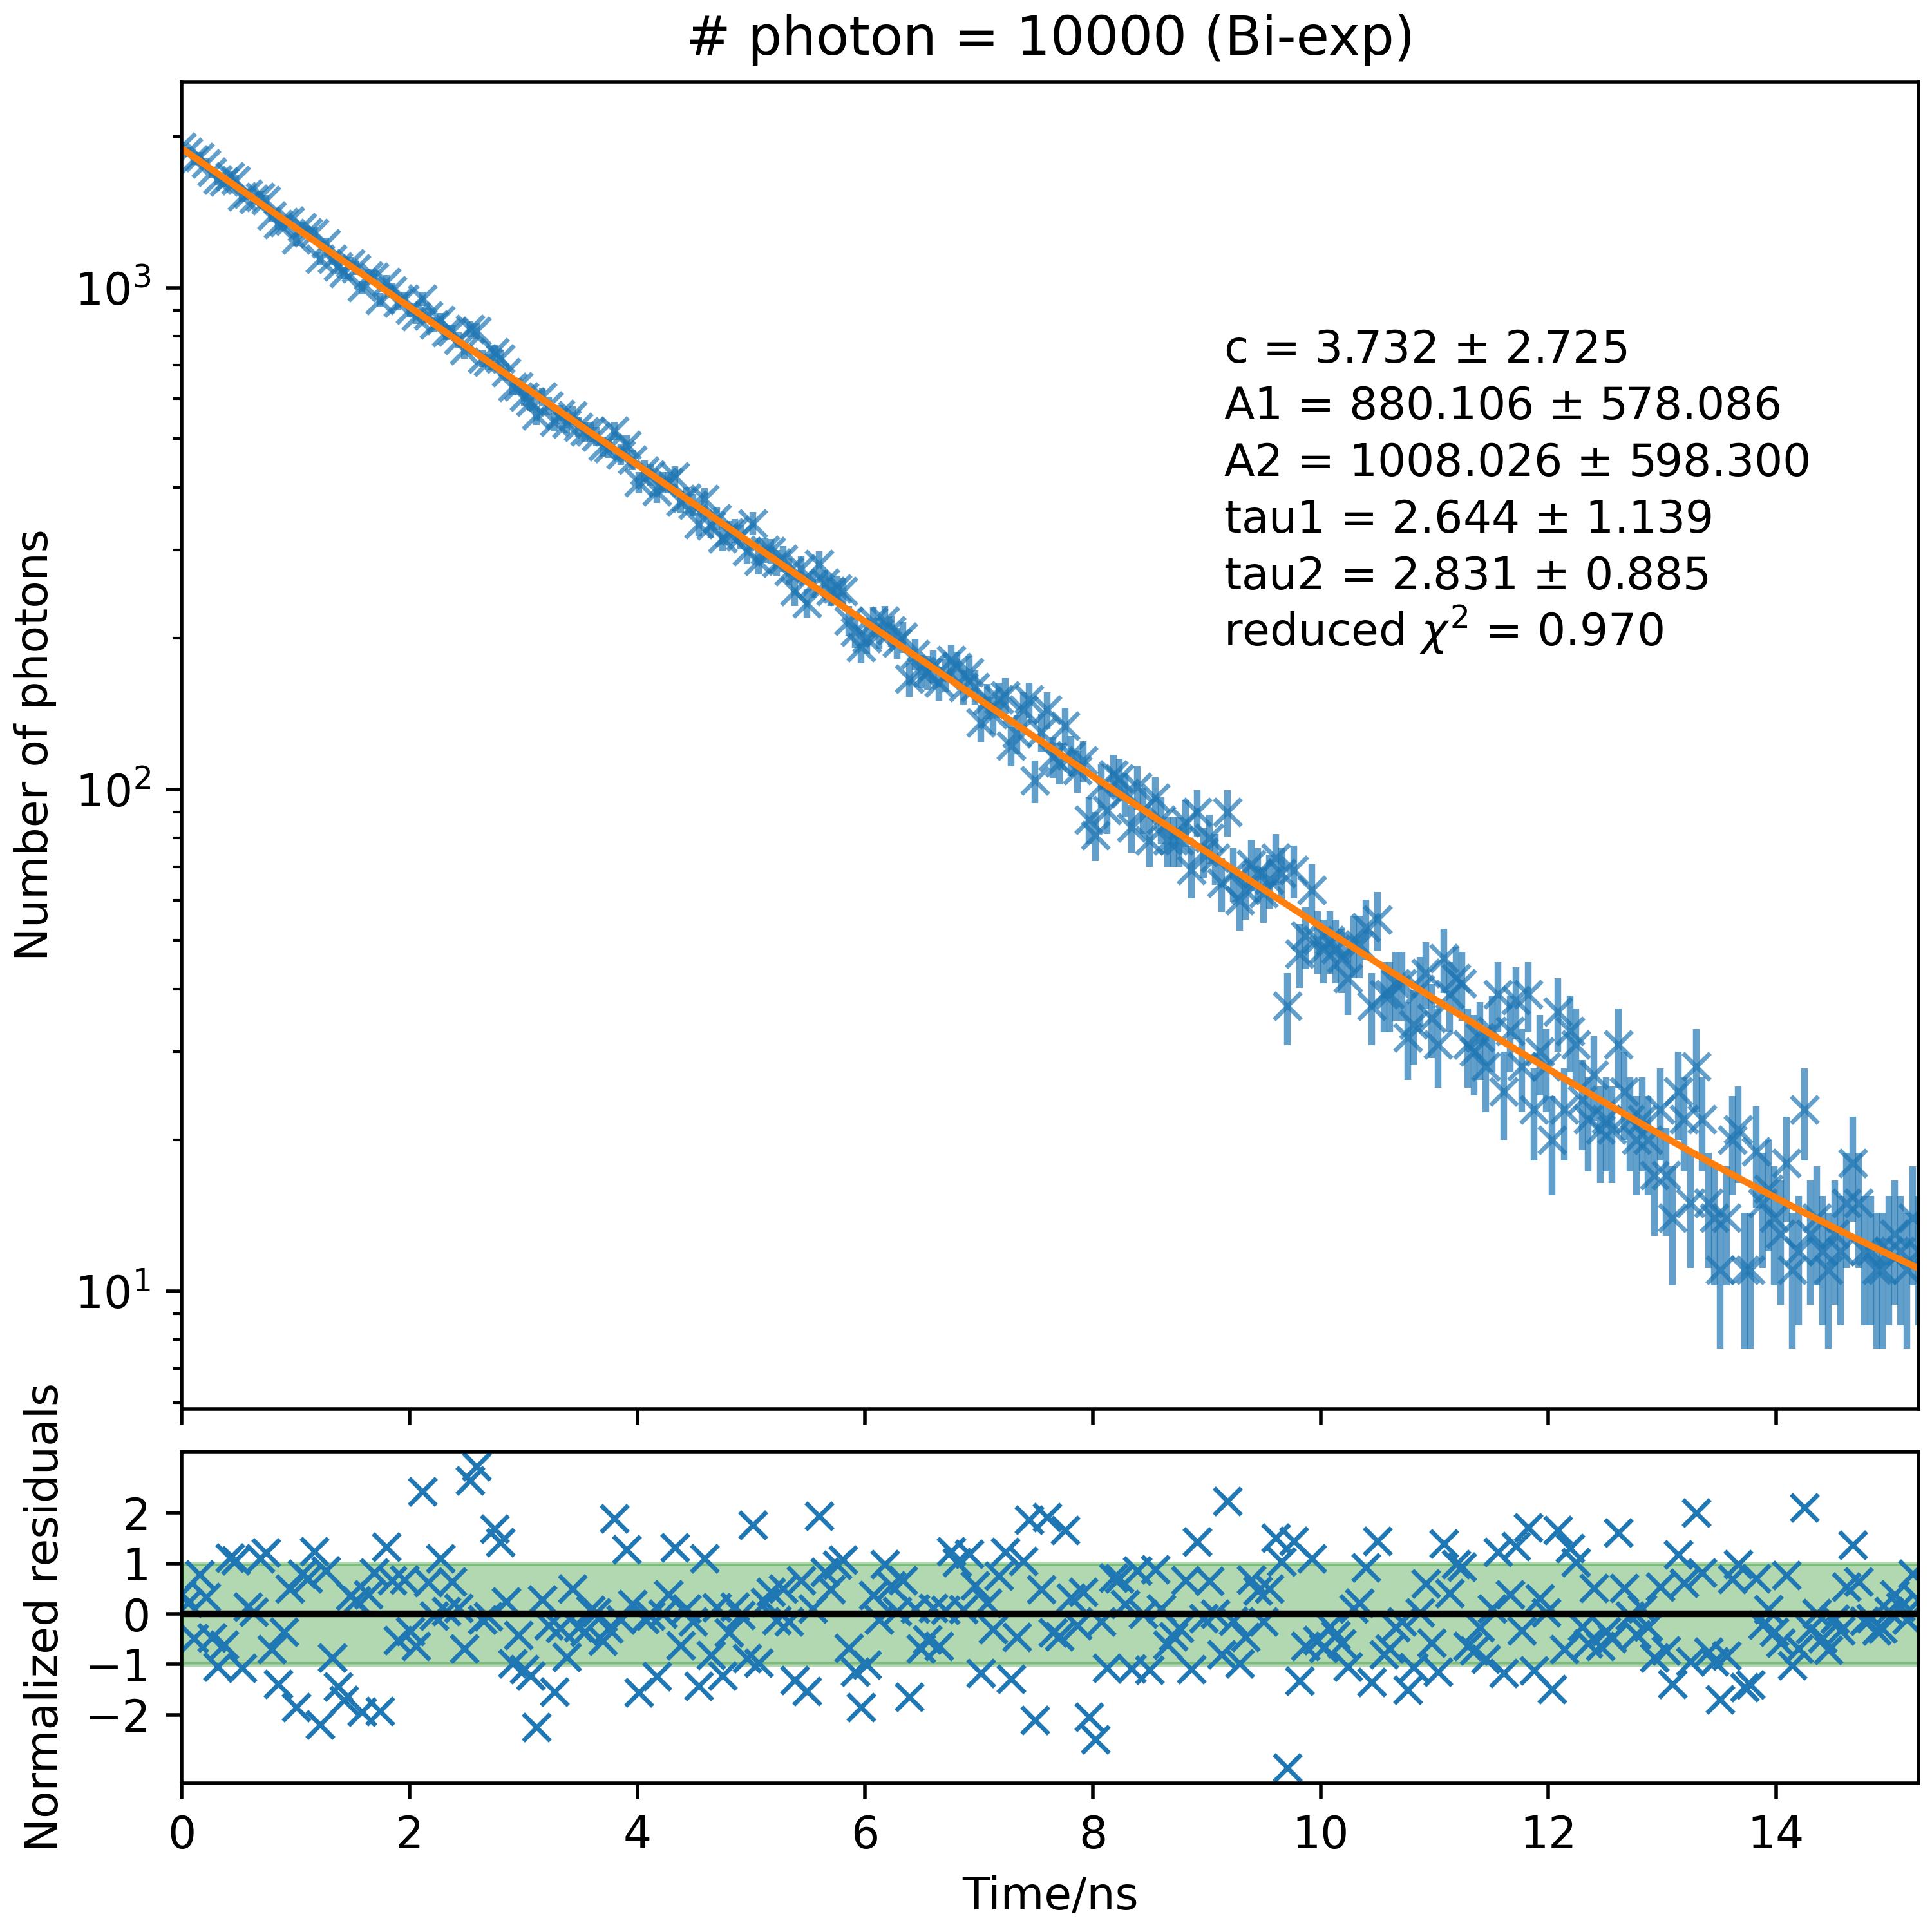 # photon = 10000 (Bi-exp)
Number of photons
10³
10²
10¹
c = 3.732 ± 2.725
A1 = 880.106 ± 578.086
A2 = 1008.026 ± 598.300
tau1 = 2.644 ± 1.139
tau2 = 2.831 ± 0.885
reduced χ² = 0.970
Normalized residuals
2
1
0
−1
−2
0 2 4 6 8 10 12 14
Time/ns